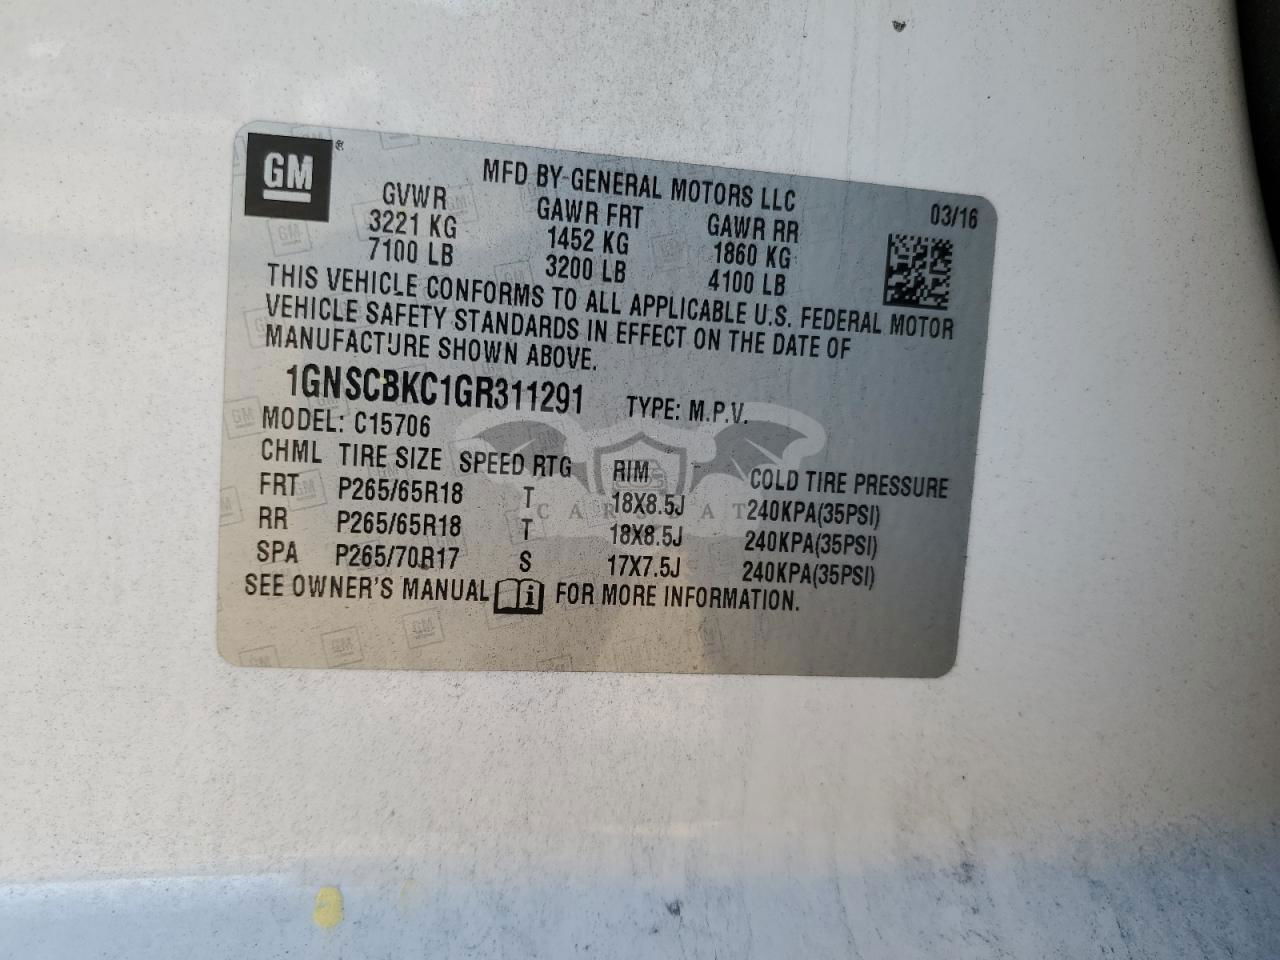 GM ®
MFD BY GENERAL MOTORS LLC
03/16
GVWR GAWR FRT GAWR RR
3221 KG 1452 KG 1860 KG
7100 LB 3200 LB 4100 LB
THIS VEHICLE CONFORMS TO ALL APPLICABLE U.S. FEDERAL MOTOR
VEHICLE SAFETY STANDARDS IN EFFECT ON THE DATE OF
MANUFACTURE SHOWN ABOVE.
1GNSCBKC1GR311291 TYPE: M.P.V.
MODEL: C15706
CHML TIRE SIZE SPEED RTG RIM COLD TIRE PRESSURE
FRT P265/65R18 T 18X8.5J 240KPA(35PSI)
RR P265/65R18 T 18X8.5J 240KPA(35PSI)
SPA P265/70R17 S 17X7.5J 240KPA(35PSI)
SEE OWNER'S MANUAL i FOR MORE INFORMATION.